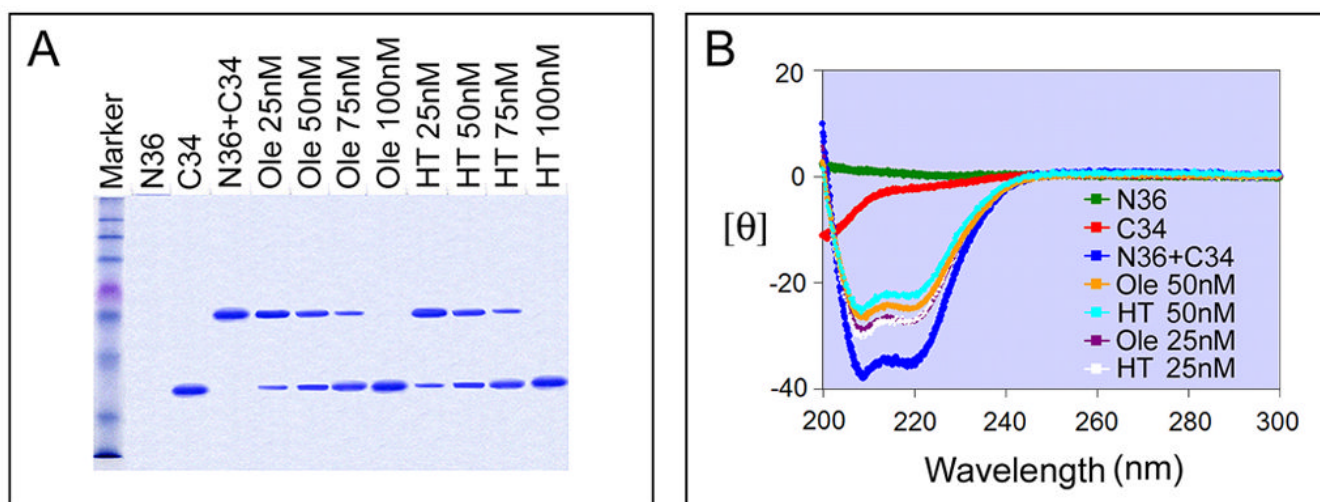 A
Marker
N36
C34
N36+C34
Ole 25nM
Ole 50nM
Ole 75nM
Ole 100nM
HT 25nM
HT 50nM
HT 75nM
HT 100nM
B
20
0
-20
-40
[θ]
N36
C34
N36+C34
Ole 50nM
HT 50nM
Ole 25nM
HT 25nM
200 220 240 260 280 300
Wavelength (nm)